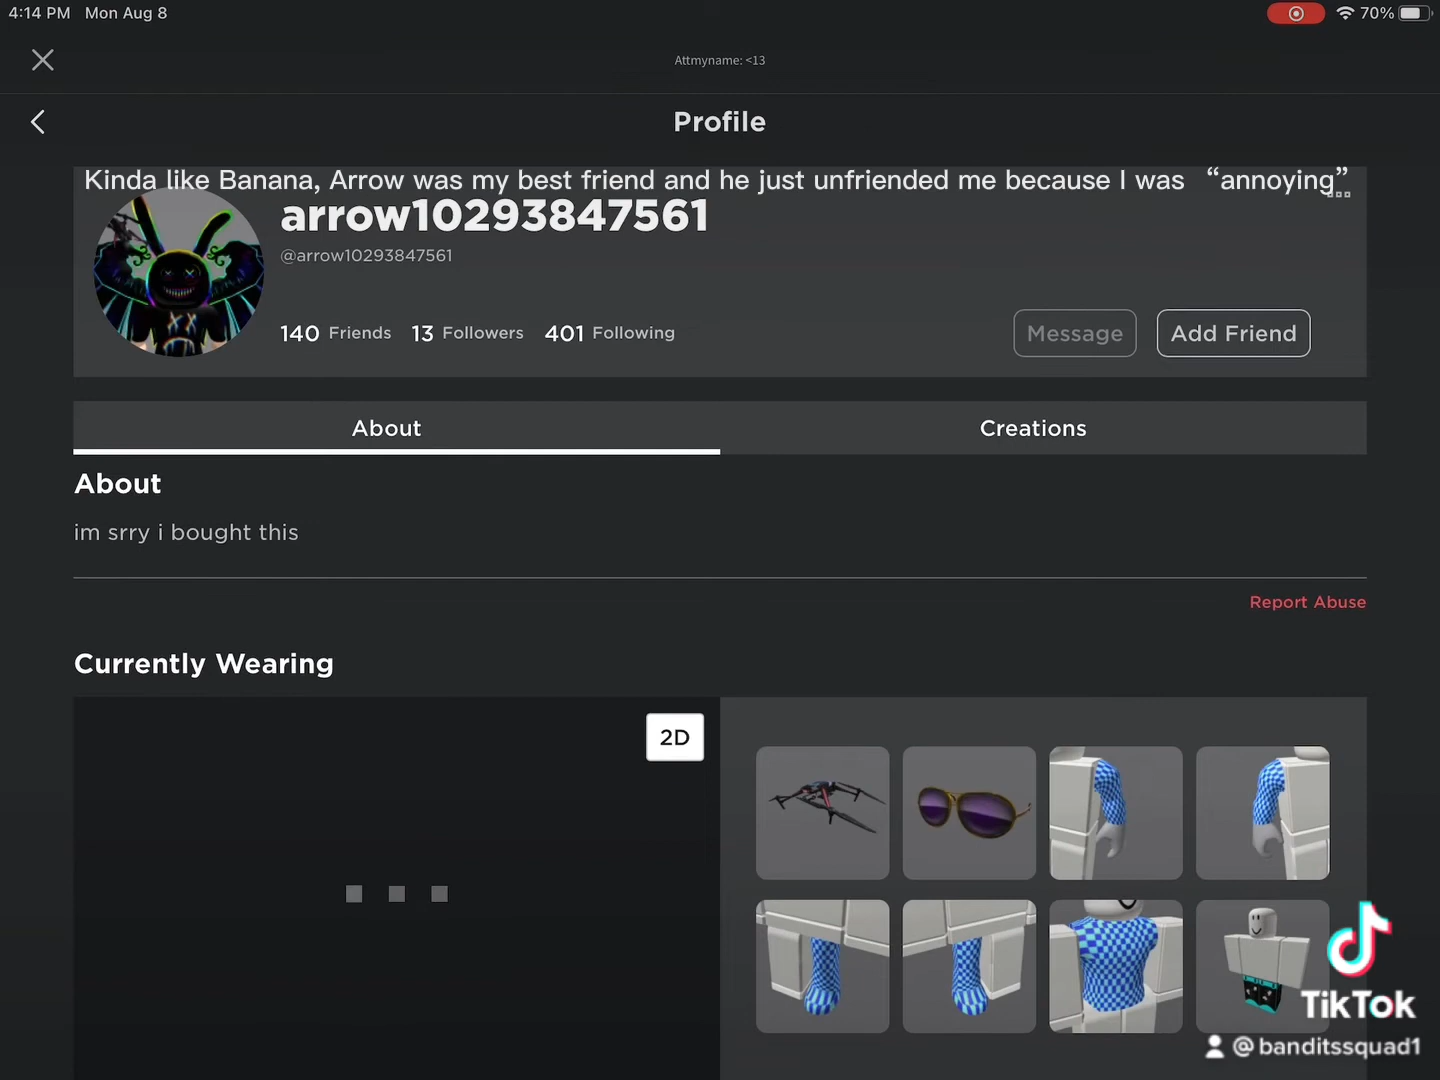 4:14 PM Mon Aug 8
70%
Attmyname: <13
Profile
Kinda like Banana, Arrow was my best friend and he just unfriended me because I was “annoying”
arrow10293847561
@arrow10293847561
140 Friends 13 Followers 401 Following
Message
Add Friend
About
Creations
About
im srry i bought this
Report Abuse
Currently Wearing
2D
TikTok
@banditssquad1